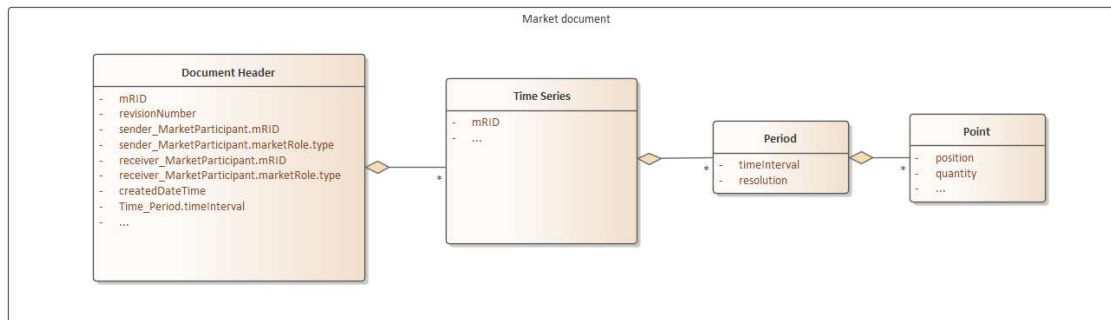 Market document
Document Header
- mRID
- revisionNumber
- sender_MarketParticipant.mRID
- sender_MarketParticipant.marketRole.type
- receiver_MarketParticipant.mRID
- receiver_MarketParticipant.marketRole.type
- createdDateTime
- Time_Period.timeInterval
- ...
*
Time Series
- mRID
- ...
*
Period
- timeInterval
- resolution
*
Point
- position
- quantity
- ...